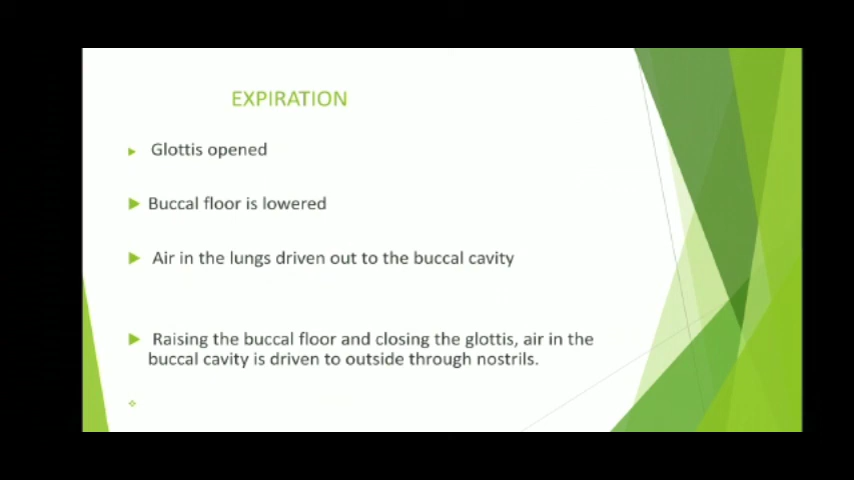 EXPIRATION
Glottis opened
Buccal floor is lowered
Air in the lungs driven out to the buccal cavity
Raising the buccal floor and closing the glottis, air in the
buccal cavity is driven to outside through nostrils.